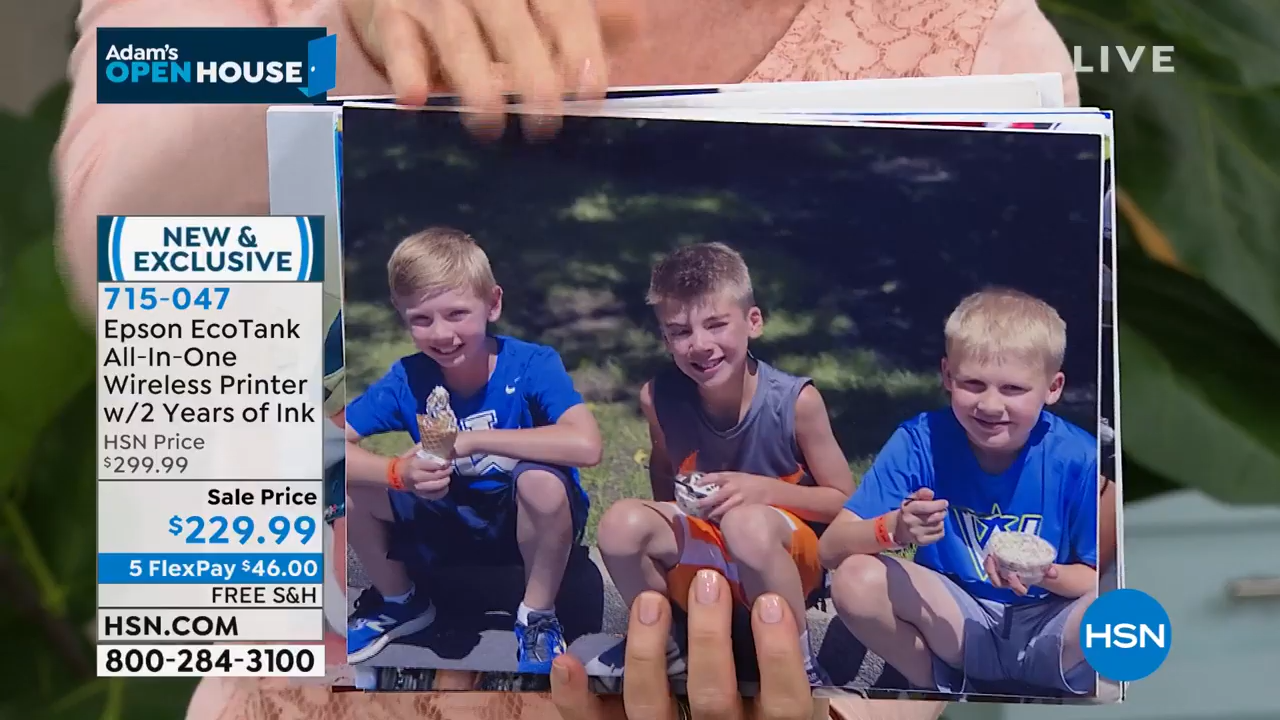 Adam's
OPEN HOUSE
LIVE
NEW &
EXCLUSIVE
715-047
Epson EcoTank
All-In-One
Wireless Printer
w/2 Years of Ink
HSN Price
$299.99
Sale Price
$229.99
5 FlexPay $46.00
FREE S&H
HSN.COM
800-284-3100
HSN